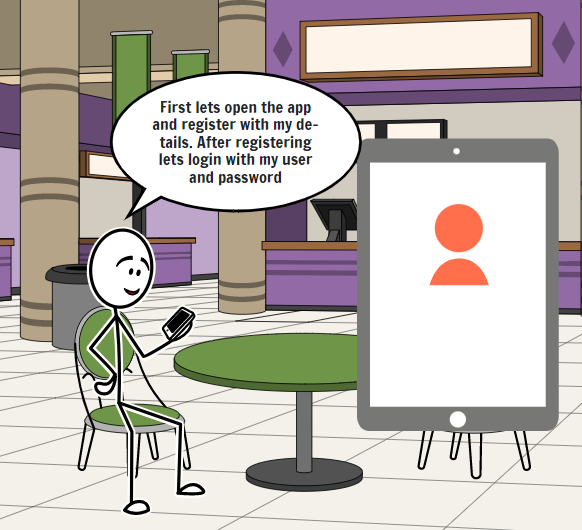 First lets open the app
and register with my de-
tails. After registering
lets login with my user
and password